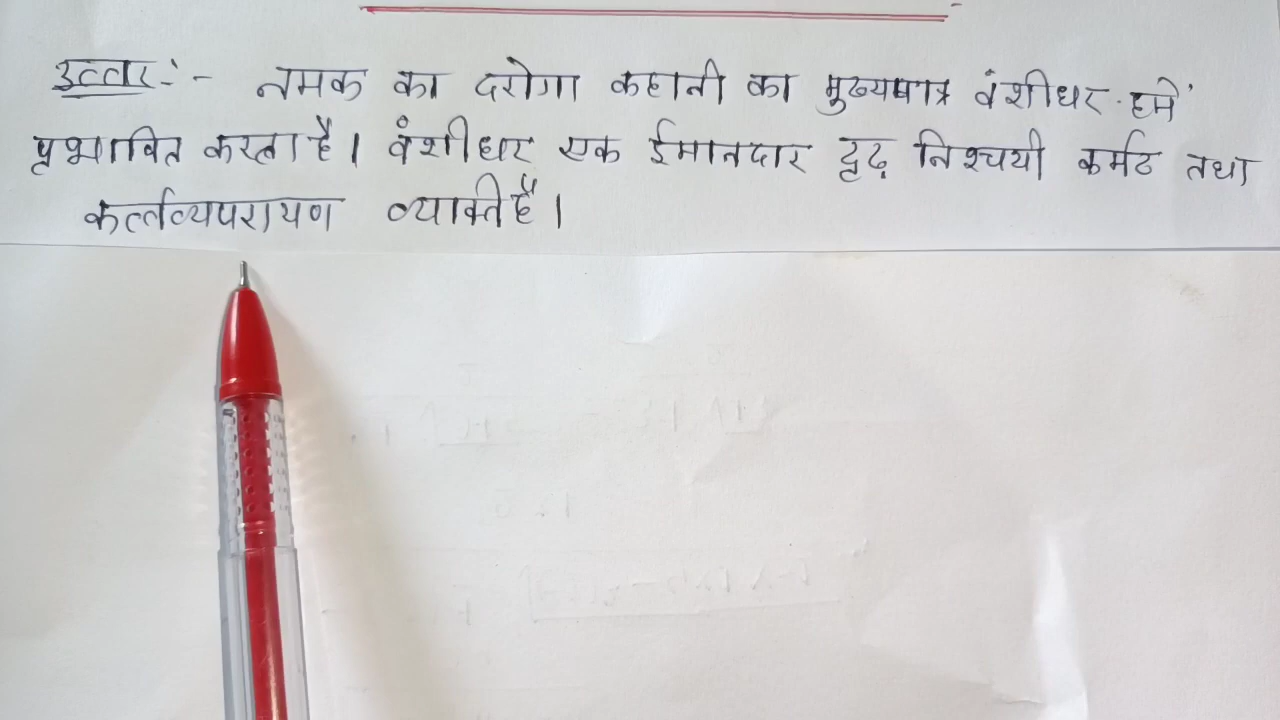 उत्तर :- नमक का दरोगा कहानी का मुख्यपात्र वंशीधर हमें
प्रभावित करता है। वंशीधर एक ईमानदार दृढ़ निश्चयी कर्मठ तथा
कर्त्तव्यपरायण व्यक्ति है।